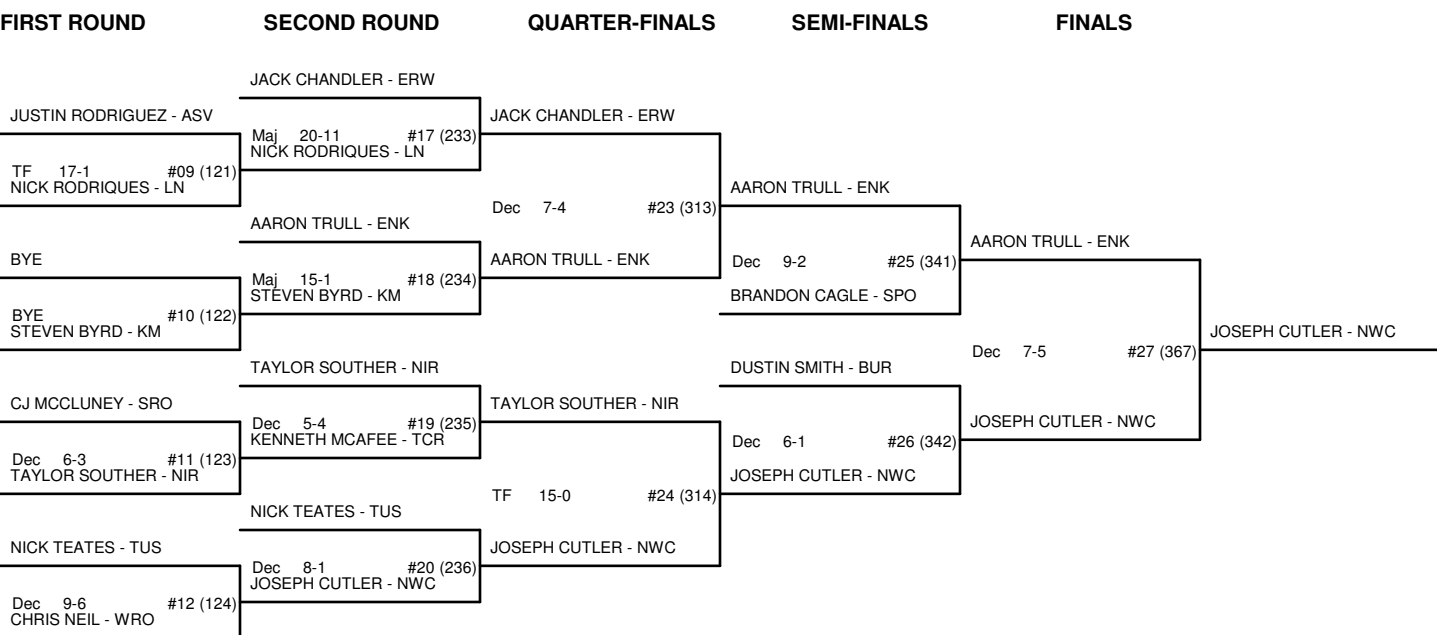 FIRST ROUND
SECOND ROUND
QUARTER-FINALS
SEMI-FINALS
FINALS
JUSTIN RODRIGUEZ - ASV
TF 17-1 #09 (121)
NICK RODRIQUES - LN
BYE
BYE #10 (122)
STEVEN BYRD - KM
CJ MCCLUNEY - SRO
Dec 6-3 #11 (123)
TAYLOR SOUTHER - NIR
NICK TEATES - TUS
Dec 9-6 #12 (124)
CHRIS NEIL - WRO
JACK CHANDLER - ERW
Maj 20-11 #17 (233)
NICK RODRIQUES - LN
AARON TRULL - ENK
Maj 15-1 #18 (234)
STEVEN BYRD - KM
TAYLOR SOUTHER - NIR
Dec 5-4 #19 (235)
KENNETH MCAFEE - TCR
NICK TEATES - TUS
Dec 8-1 #20 (236)
JOSEPH CUTLER - NWC
JACK CHANDLER - ERW
Dec 7-4 #23 (313)
AARON TRULL - ENK
TAYLOR SOUTHER - NIR
TF 15-0 #24 (314)
JOSEPH CUTLER - NWC
AARON TRULL - ENK
Dec 9-2 #25 (341)
BRANDON CAGLE - SPO
DUSTIN SMITH - BUR
Dec 6-1 #26 (342)
JOSEPH CUTLER - NWC
AARON TRULL - ENK
Dec 7-5 #27 (367)
JOSEPH CUTLER - NWC
JOSEPH CUTLER - NWC